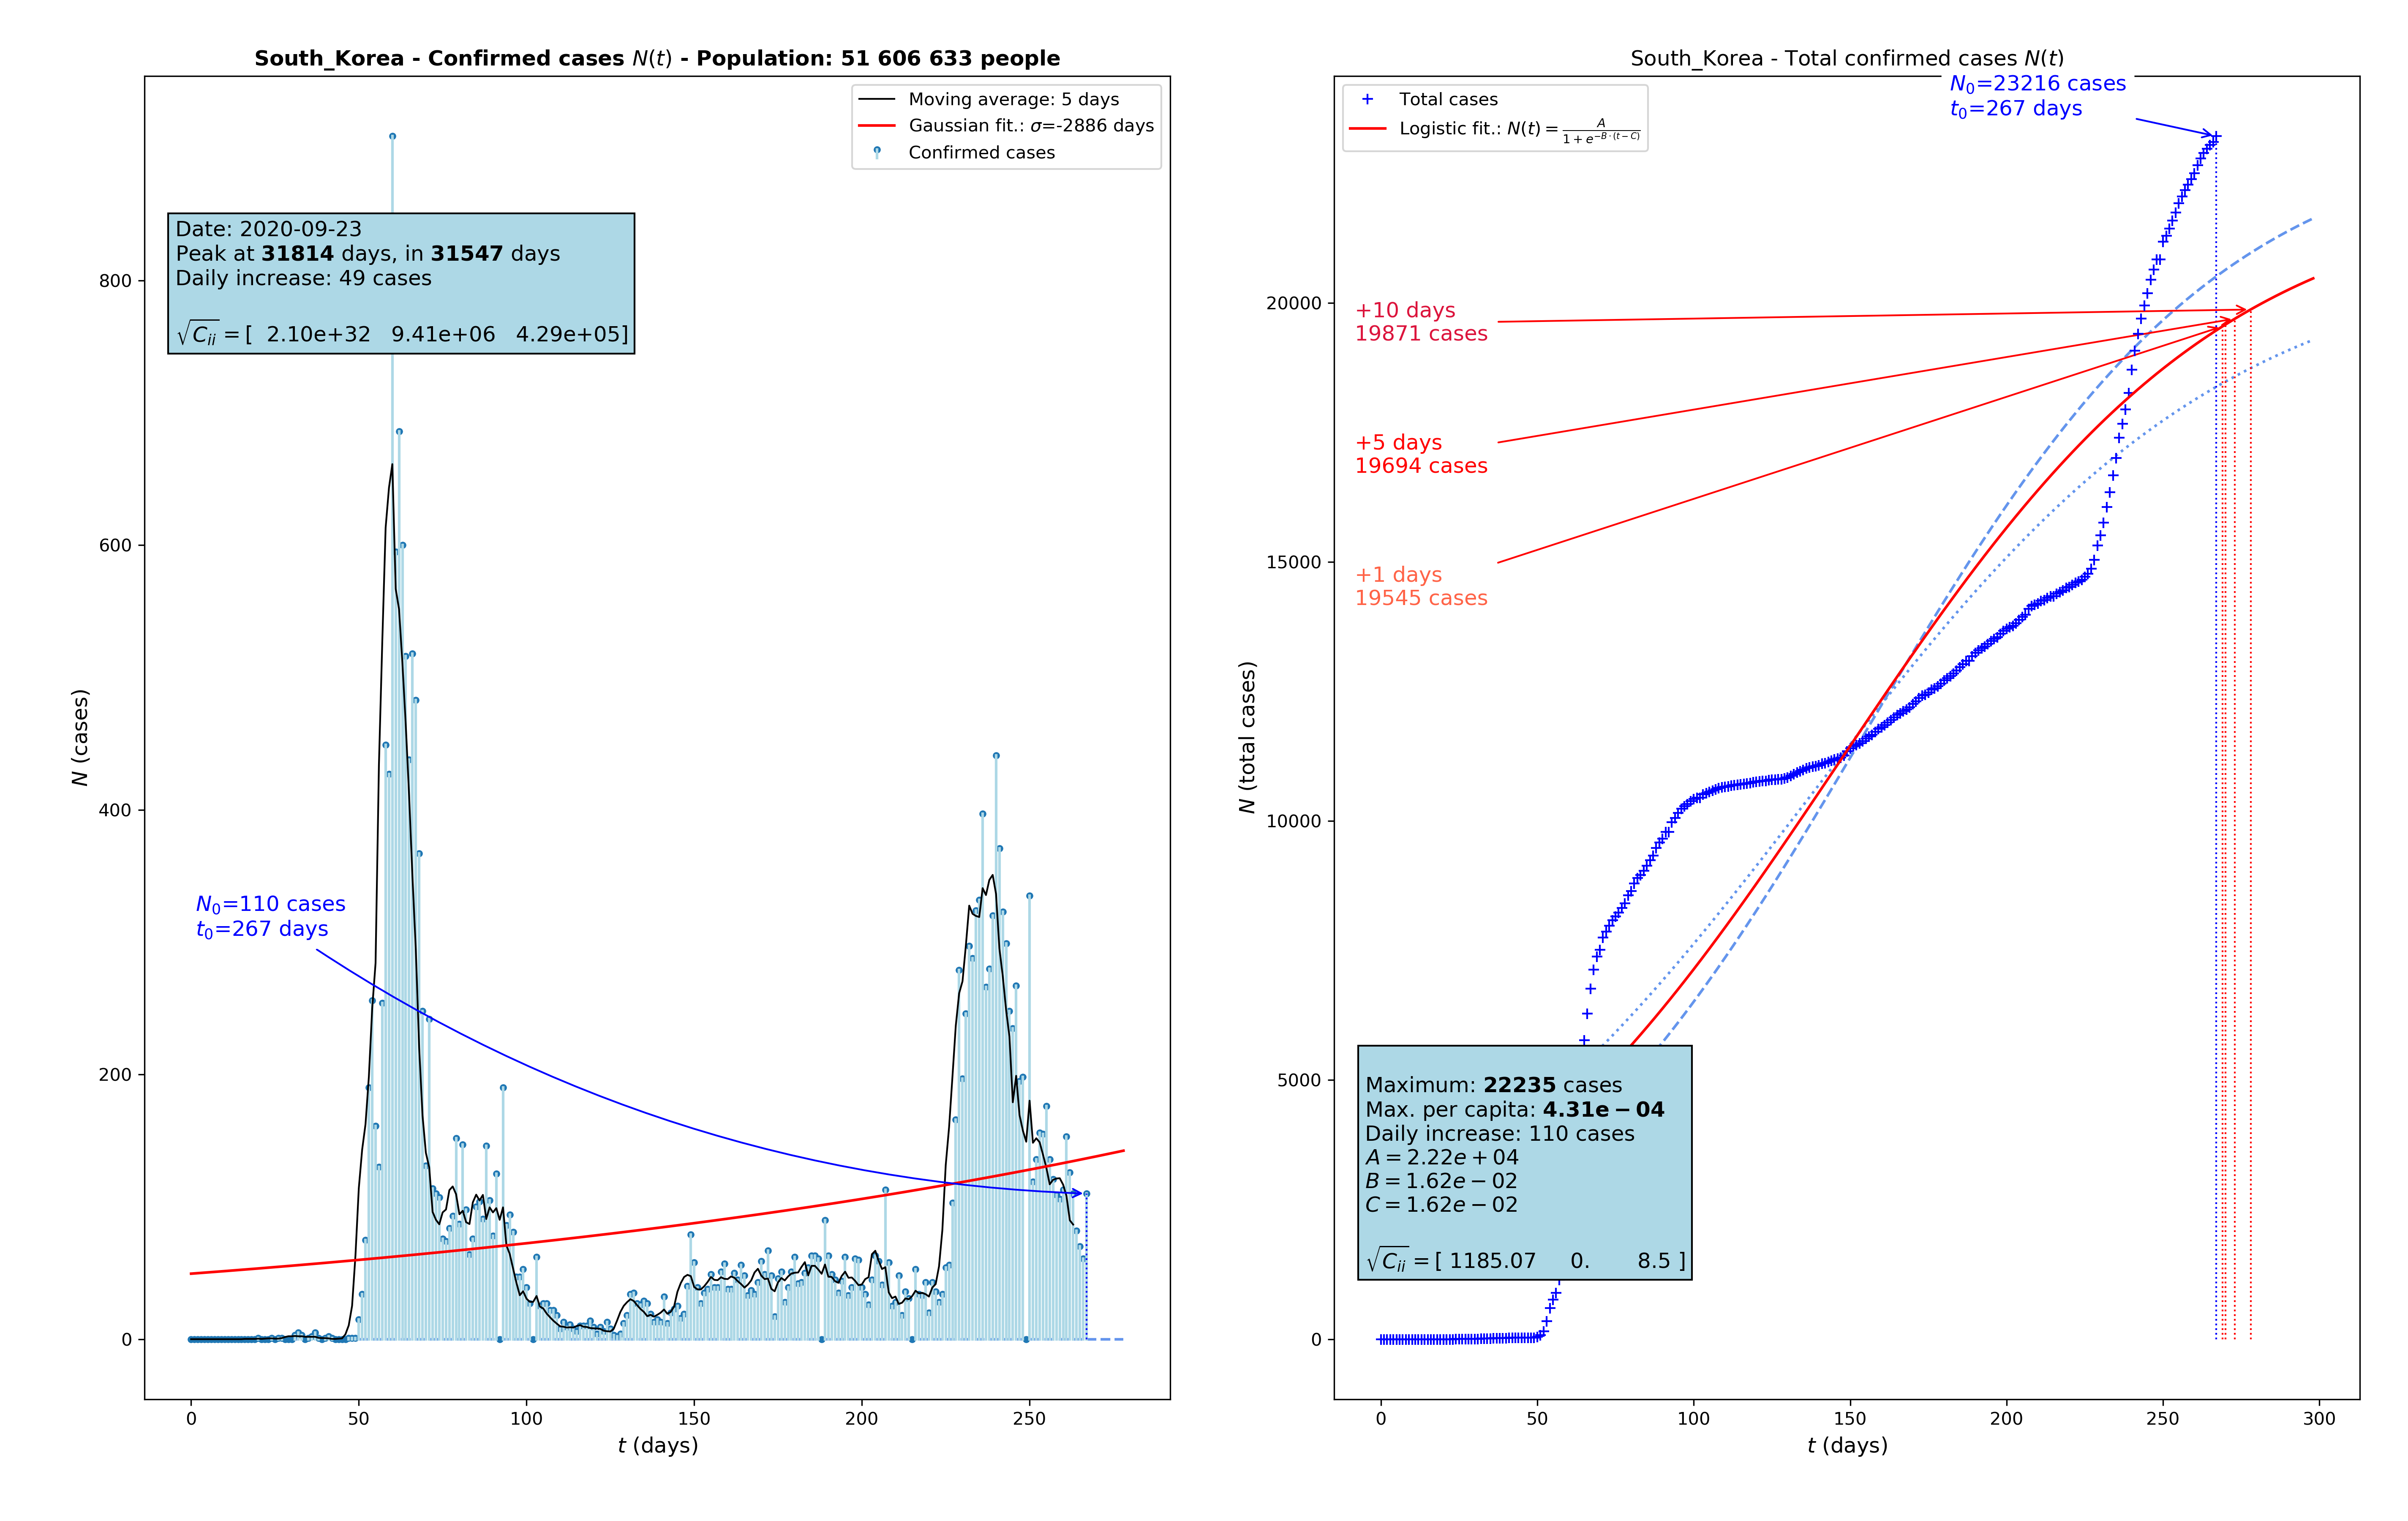 South_Korea - Confirmed cases N(t) - Population: 51 606 633 people
Moving average: 5 days
Gaussian fit.: σ=-2886 days
Confirmed cases
Date: 2020-09-23
Peak at 31814 days, in 31547 days
Daily increase: 49 cases
√Cii = [ 2.10e+32 9.41e+06 4.29e+05]
N0=110 cases
t0=267 days
N (cases)
800
600
400
200
0
0 50 100 150 200 250
t (days)
South_Korea - Total confirmed cases N(t)
Total cases
Logistic fit.: N(t) = A / (1 + e^(−B·(t−C)))
N0=23216 cases
t0=267 days
+10 days
19871 cases
+5 days
19694 cases
+1 days
19545 cases
Maximum: 22235 cases
Max. per capita: 4.31e − 04
Daily increase: 110 cases
A = 2.22e + 04
B = 1.62e − 02
C = 1.62e − 02
√Cii = [ 1185.07 0. 8.5 ]
N (total cases)
20000
15000
10000
5000
0
0 50 100 150 200 250 300
t (days)